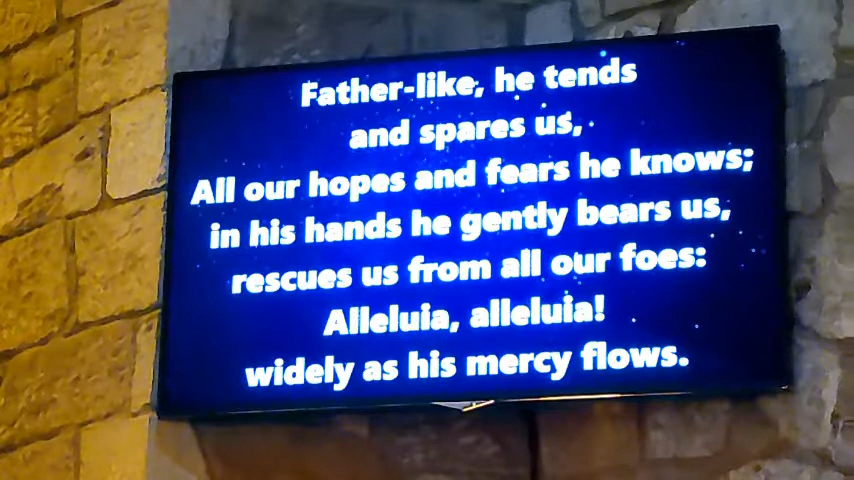 Father-like, he tends
and spares us,
All our hopes and fears he knows;
in his hands he gently bears us,
rescues us from all our foes:
Alleluia, alleluia!
widely as his mercy flows.